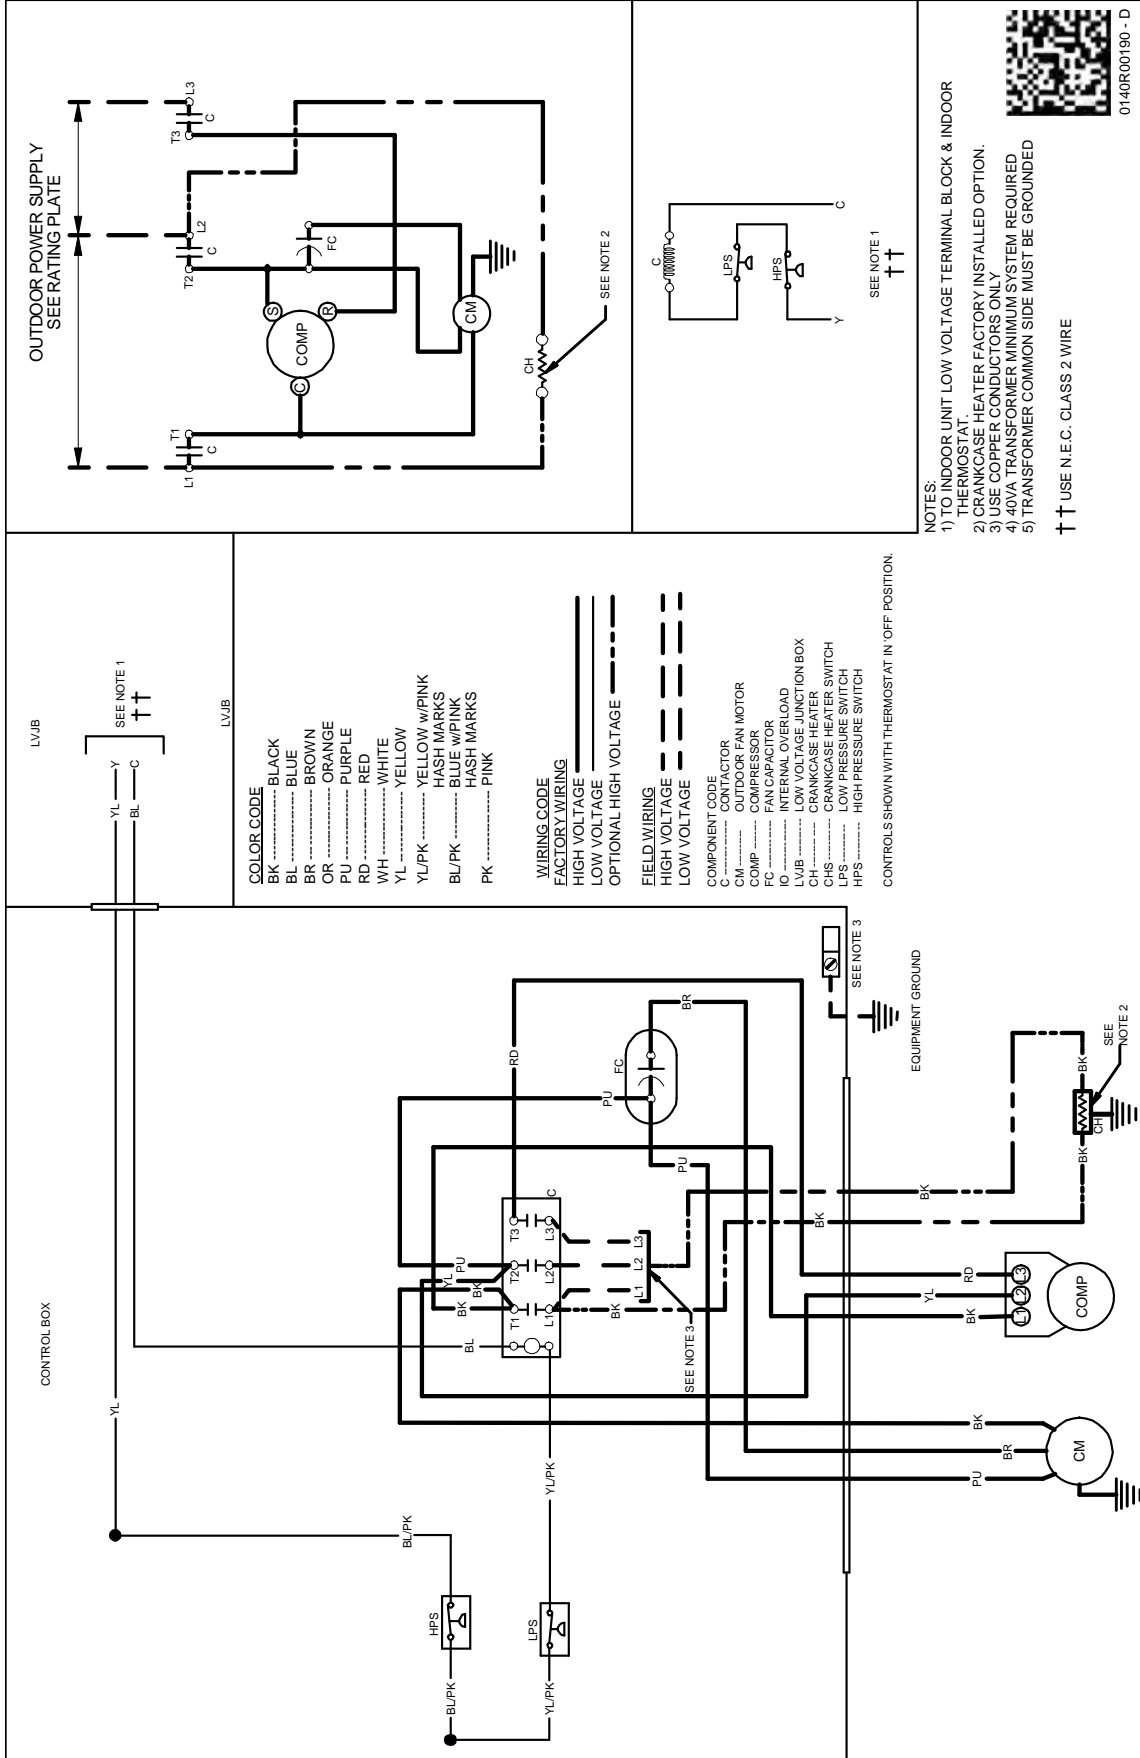 CONTROL BOX
YL
YL
Y
BL
C
LVJB
SEE NOTE 1
††
LVJB
BL/PK
HPS
BL/PK
LPS
YL/PK
YL/PK
BL
BK
BK
YL
PU
T1
T2
T3
L1
L2
L3
C
BK
L1
L2
L3
SEE NOTE 3
RD
PU
FC
PU
BR
SEE NOTE 3
EQUIPMENT GROUND
BK
BR
PU
CM
BK
YL
RD
L1
L2
L3
COMP
BK
BK
BK
BK
CH
SEE
NOTE 2
COLOR CODE
BK ---------- BLACK
BL ---------- BLUE
BR ---------- BROWN
OR ---------- ORANGE
PU ---------- PURPLE
RD ---------- RED
WH ---------- WHITE
YL ---------- YELLOW
YL/PK -------- YELLOW w/PINK
HASH MARKS
BL/PK -------- BLUE w/PINK
HASH MARKS
PK ------------ PINK
WIRING CODE
FACTORY WIRING
HIGH VOLTAGE
LOW VOLTAGE
OPTIONAL HIGH VOLTAGE
FIELD WIRING
HIGH VOLTAGE
LOW VOLTAGE
COMPONENT CODE
C ---------- CONTACTOR
CM ---------- OUTDOOR FAN MOTOR
COMP -------- COMPRESSOR
FC ---------- FAN CAPACITOR
IO ---------- INTERNAL OVERLOAD
LVJB -------- LOW VOLTAGE JUNCTION BOX
CH ---------- CRANKCASE HEATER
CHS ---------- CRANKCASE HEATER SWITCH
LPS ---------- LOW PRESSURE SWITCH
HPS ---------- HIGH PRESSURE SWITCH
CONTROLS SHOWN WITH THERMOSTAT IN 'OFF' POSITION.
OUTDOOR POWER SUPPLY
SEE RATING PLATE
L1
C
T1
T2
C
L2
T3
C
L3
S
R
C
COMP
FC
CM
CH
SEE NOTE 2
C
LPS
HPS
Y
C
SEE NOTE 1
††
NOTES:
1) TO INDOOR UNIT LOW VOLTAGE TERMINAL BLOCK & INDOOR
THERMOSTAT.
2) CRANKCASE HEATER FACTORY INSTALLED OPTION.
3) USE COPPER CONDUCTORS ONLY
4) 40VA TRANSFORMER MINIMUM SYSTEM REQUIRED
5) TRANSFORMER COMMON SIDE MUST BE GROUNDED
†† USE N.E.C. CLASS 2 WIRE
0140R00190 - D